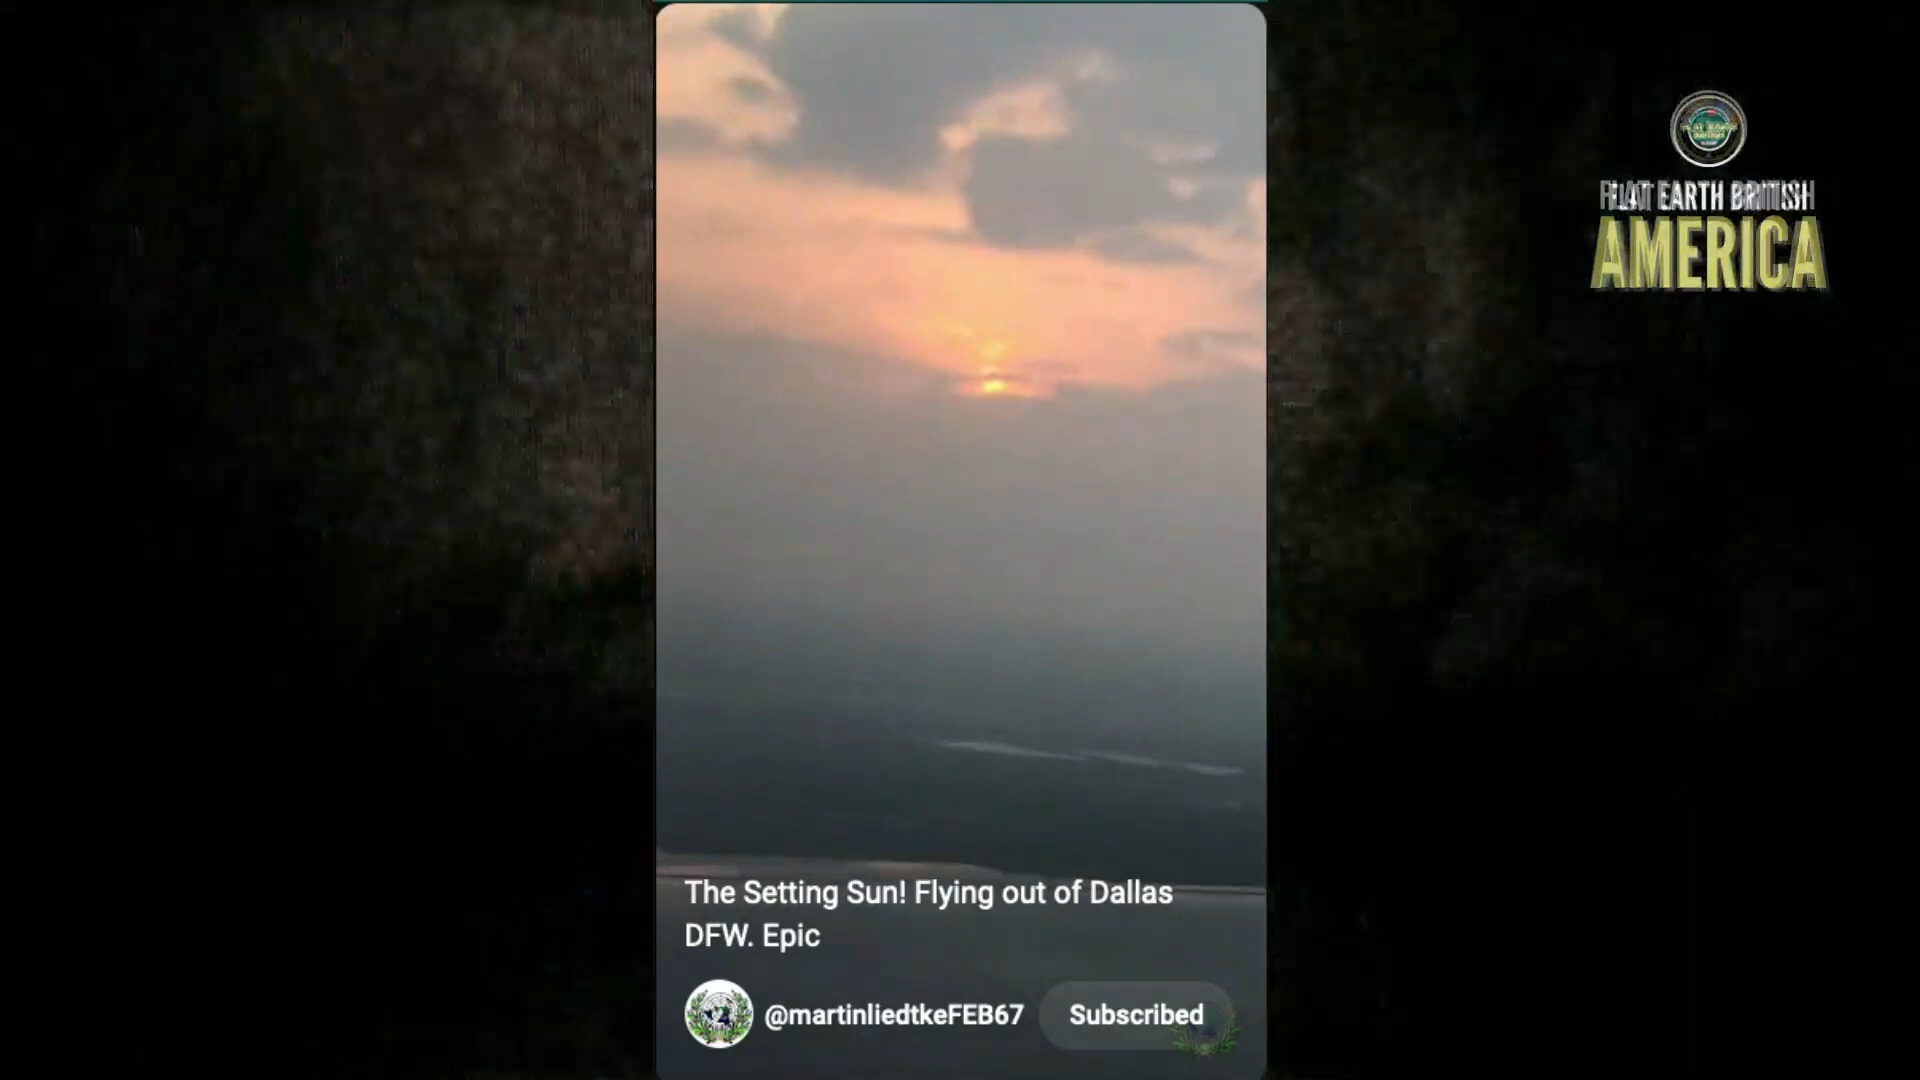 FLAT EARTH BRITISH
AMERICA
The Setting Sun! Flying out of Dallas
DFW. Epic
@martinliedtkeFEB67
Subscribed